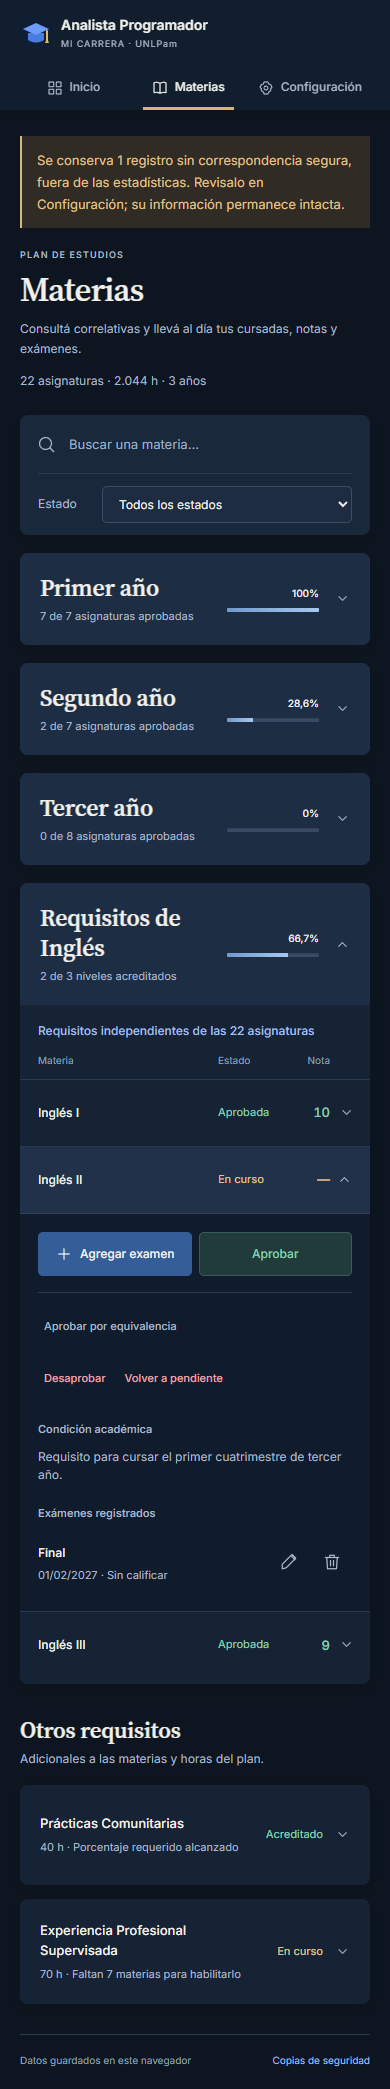 Analista Programador
MI CARRERA · UNLPam
Inicio
Materias
Configuración
Se conserva 1 registro sin correspondencia segura,
fuera de las estadísticas. Revisalo en
Configuración; su información permanece intacta.
PLAN DE ESTUDIOS
Materias
Consultá correlativas y llevá al día tus cursadas, notas y
exámenes.
22 asignaturas · 2.044 h · 3 años
Buscar una materia...
Estado
Todos los estados
Primer año
100%
7 de 7 asignaturas aprobadas
Segundo año
28,6%
2 de 7 asignaturas aprobadas
Tercer año
0%
0 de 8 asignaturas aprobadas
Requisitos de
Inglés
66,7%
2 de 3 niveles acreditados
Requisitos independientes de las 22 asignaturas
Materia Estado Nota
Inglés I Aprobada 10
Inglés II En curso —
+ Agregar examen
Aprobar
Aprobar por equivalencia
Desaprobar Volver a pendiente
Condición académica
Requisito para cursar el primer cuatrimestre de tercer
año.
Exámenes registrados
Final
01/02/2027 · Sin calificar
Inglés III Aprobada 9
Otros requisitos
Adicionales a las materias y horas del plan.
Prácticas Comunitarias
40 h · Porcentaje requerido alcanzado
Acreditado
Experiencia Profesional
Supervisada
70 h · Faltan 7 materias para habilitarlo
En curso
Datos guardados en este navegador
Copias de seguridad